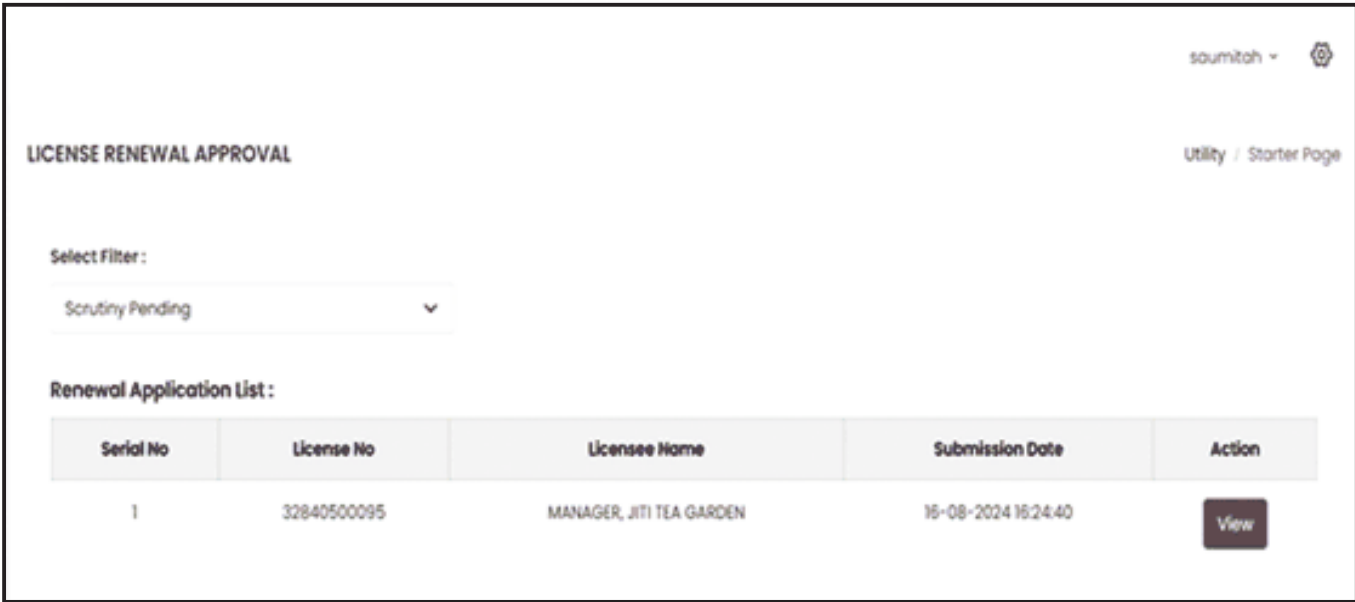 saumitah
LICENSE RENEWAL APPROVAL
Utility / Starter Page
Select Filter :
Scrutiny Pending
Renewal Application List :
Serial No License No Licensee Name Submission Date Action
1 32840500095 MANAGER, JITI TEA GARDEN 16-08-2024 16:24:40 View